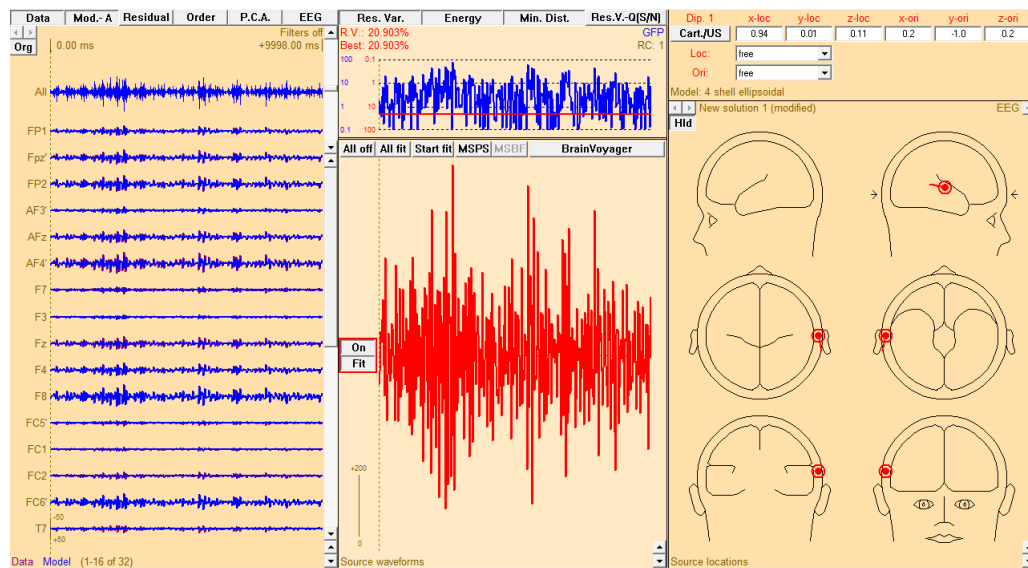 Data Mod.- A Residual Order P.C.A. EEG
Filters off
Org 0.00 ms +9998.00 ms
All
FP1
Fpz'
FP2
AF3'
AFz
AF4'
F7
F3
Fz
F4
F8
FC5'
FC1
FC2
FC6'
T7
-50
+50
Data Model (1-16 of 32)
Res. Var. Energy Min. Dist. Res.V.-Q(S/N)
R.V.: 20.903% GFP
Best: 20.903% RC: 1
100 0.1
10 1
1 10
0.1 100
All off All fit Start fit MSPS MSBF BrainVoyager
On
Fit
+200
0
Source waveforms
Dip. 1 x-loc y-loc z-loc x-ori y-ori z-ori
Cart./US 0.94 0.01 0.11 0.2 -1.0 0.2
Loc: free
Ori: free
Model: 4 shell ellipsoidal
New solution 1 (modified) EEG
Hld
Source locations